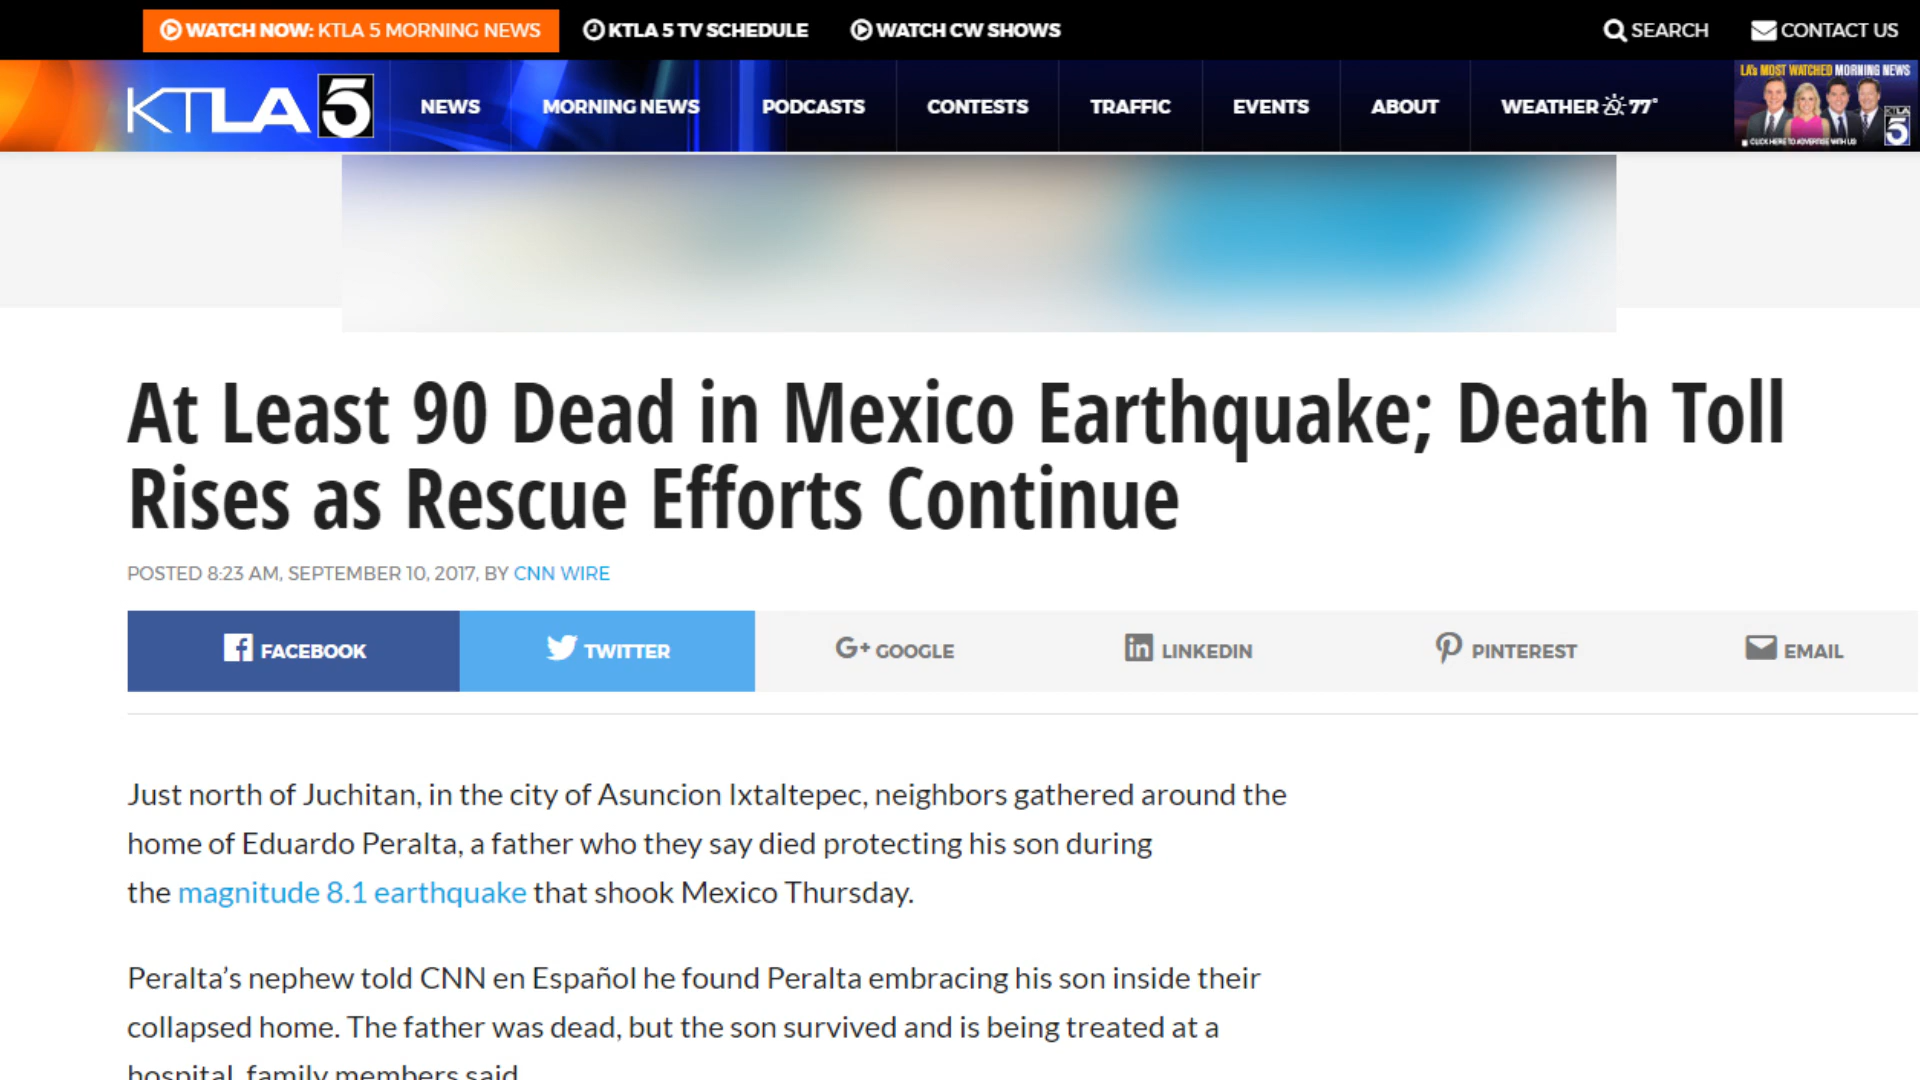 WATCH NOW: KTLA 5 MORNING NEWS
KTLA 5 TV SCHEDULE
WATCH CW SHOWS
SEARCH
CONTACT US
KTLA 5
NEWS
MORNING NEWS
PODCASTS
CONTESTS
TRAFFIC
EVENTS
ABOUT
WEATHER 77°
LA's MOST WATCHED MORNING NEWS
KTLA 5
CLICK HERE TO ADVERTISE WITH US
At Least 90 Dead in Mexico Earthquake; Death Toll
Rises as Rescue Efforts Continue
POSTED 8:23 AM, SEPTEMBER 10, 2017, BY CNN WIRE
FACEBOOK
TWITTER
G+ GOOGLE
in LINKEDIN
PINTEREST
EMAIL
Just north of Juchitan, in the city of Asuncion Ixtaltepec, neighbors gathered around the
home of Eduardo Peralta, a father who they say died protecting his son during
the magnitude 8.1 earthquake that shook Mexico Thursday.
Peralta’s nephew told CNN en Español he found Peralta embracing his son inside their
collapsed home. The father was dead, but the son survived and is being treated at a
hospital, family members said.